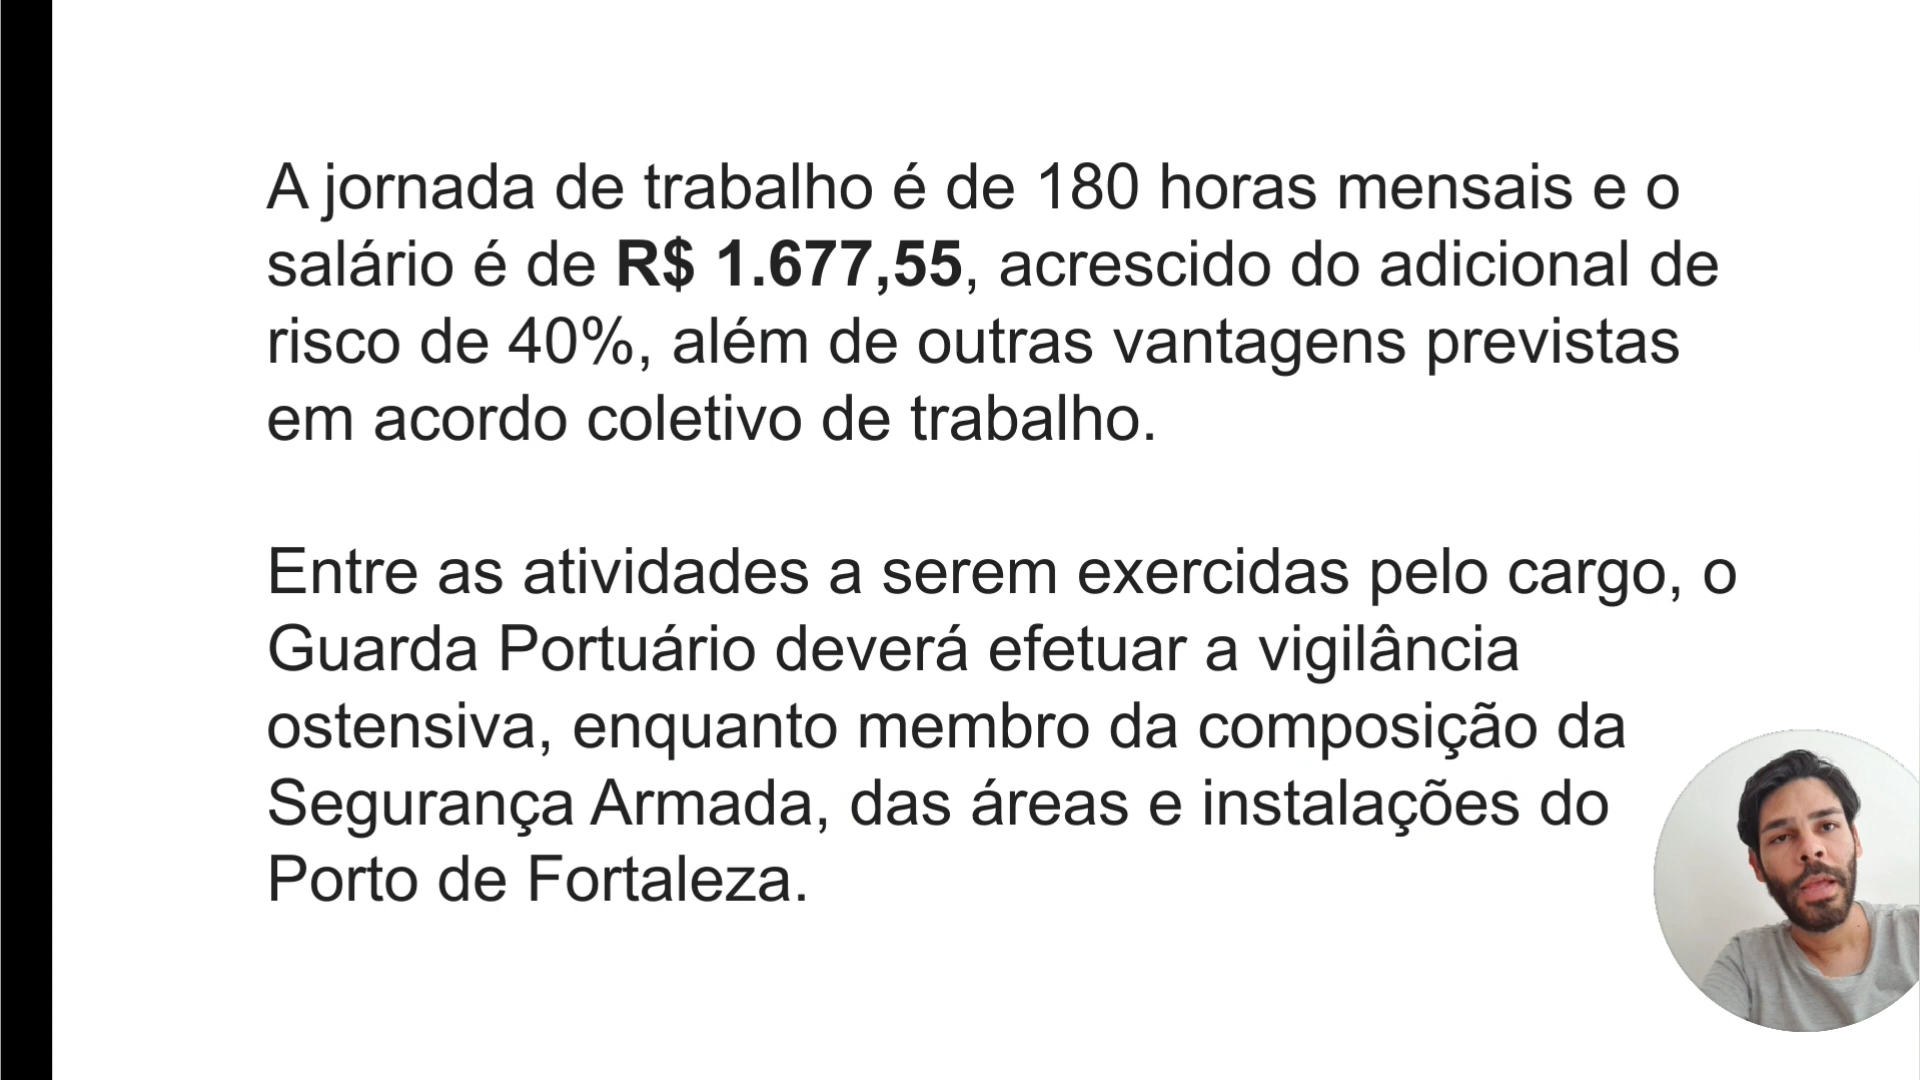 A jornada de trabalho é de 180 horas mensais e o
salário é de R$ 1.677,55, acrescido do adicional de
risco de 40%, além de outras vantagens previstas
em acordo coletivo de trabalho.
Entre as atividades a serem exercidas pelo cargo, o
Guarda Portuário deverá efetuar a vigilância
ostensiva, enquanto membro da composição da
Segurança Armada, das áreas e instalações do
Porto de Fortaleza.